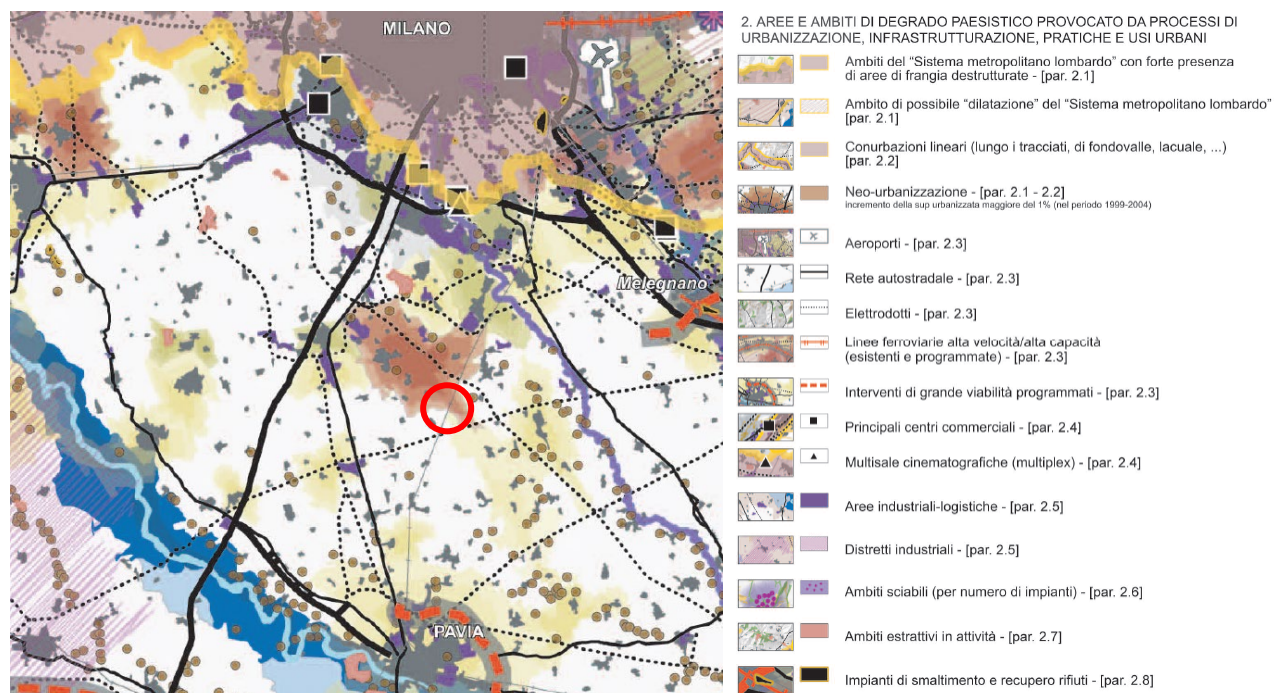 MILANO
Melegnano
PAVIA
2. AREE E AMBITI DI DEGRADO PAESISTICO PROVOCATO DA PROCESSI DI
URBANIZZAZIONE, INFRASTRUTTURAZIONE, PRATICHE E USI URBANI
Ambiti del “Sistema metropolitano lombardo” con forte presenza
di aree di frangia destrutturate - [par. 2.1]
Ambito di possibile “dilatazione” del “Sistema metropolitano lombardo”
[par. 2.1]
Conurbazioni lineari (lungo i tracciati, di fondovalle, lacuale, ...)
[par. 2.2]
Neo-urbanizzazione - [par. 2.1 - 2.2]
incremento della sup urbanizzata maggiore del 1% (nel periodo 1999-2004)
Aeroporti - [par. 2.3]
Rete autostradale - [par. 2.3]
Elettrodotti - [par. 2.3]
Linee ferroviarie alta velocità/alta capacità
(esistenti e programmate) - [par. 2.3]
Interventi di grande viabilità programmati - [par. 2.3]
Principali centri commerciali - [par. 2.4]
Multisale cinematografiche (multiplex) - [par. 2.4]
Aree industriali-logistiche - [par. 2.5]
Distretti industriali - [par. 2.5]
Ambiti sciabili (per numero di impianti) - [par. 2.6]
Ambiti estrattivi in attività - [par. 2.7]
Impianti di smaltimento e recupero rifiuti - [par. 2.8]